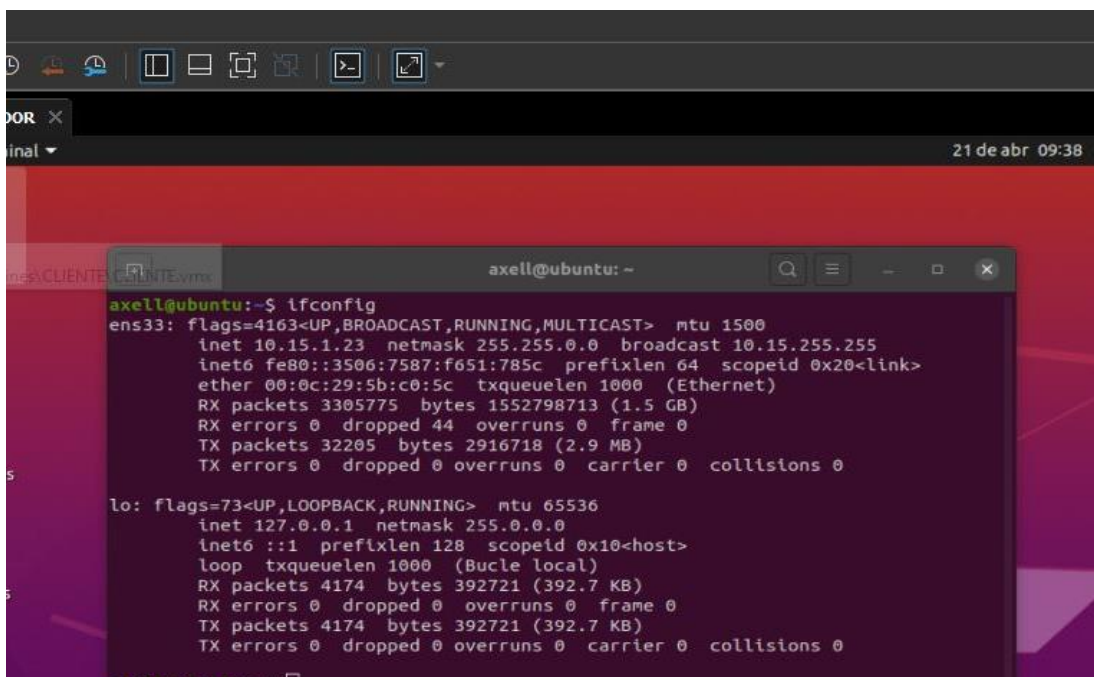 DOR
inal
21 de abr 09:38
nes\CLIENTE\CLIENTE.vmx
axell@ubuntu: ~
axell@ubuntu:~$ ifconfig
ens33: flags=4163<UP,BROADCAST,RUNNING,MULTICAST>  mtu 1500
inet 10.15.1.23  netmask 255.255.0.0  broadcast 10.15.255.255
inet6 fe80::3506:7587:f651:785c  prefixlen 64  scopeid 0x20<link>
ether 00:0c:29:5b:c0:5c  txqueuelen 1000  (Ethernet)
RX packets 3305775  bytes 1552798713 (1.5 GB)
RX errors 0  dropped 44  overruns 0  frame 0
TX packets 32205  bytes 2916718 (2.9 MB)
TX errors 0  dropped 0 overruns 0  carrier 0  collisions 0
s
lo: flags=73<UP,LOOPBACK,RUNNING>  mtu 65536
inet 127.0.0.1  netmask 255.0.0.0
inet6 ::1  prefixlen 128  scopeid 0x10<host>
loop  txqueuelen 1000  (Bucle local)
RX packets 4174  bytes 392721 (392.7 KB)
RX errors 0  dropped 0  overruns 0  frame 0
TX packets 4174  bytes 392721 (392.7 KB)
TX errors 0  dropped 0 overruns 0  carrier 0  collisions 0